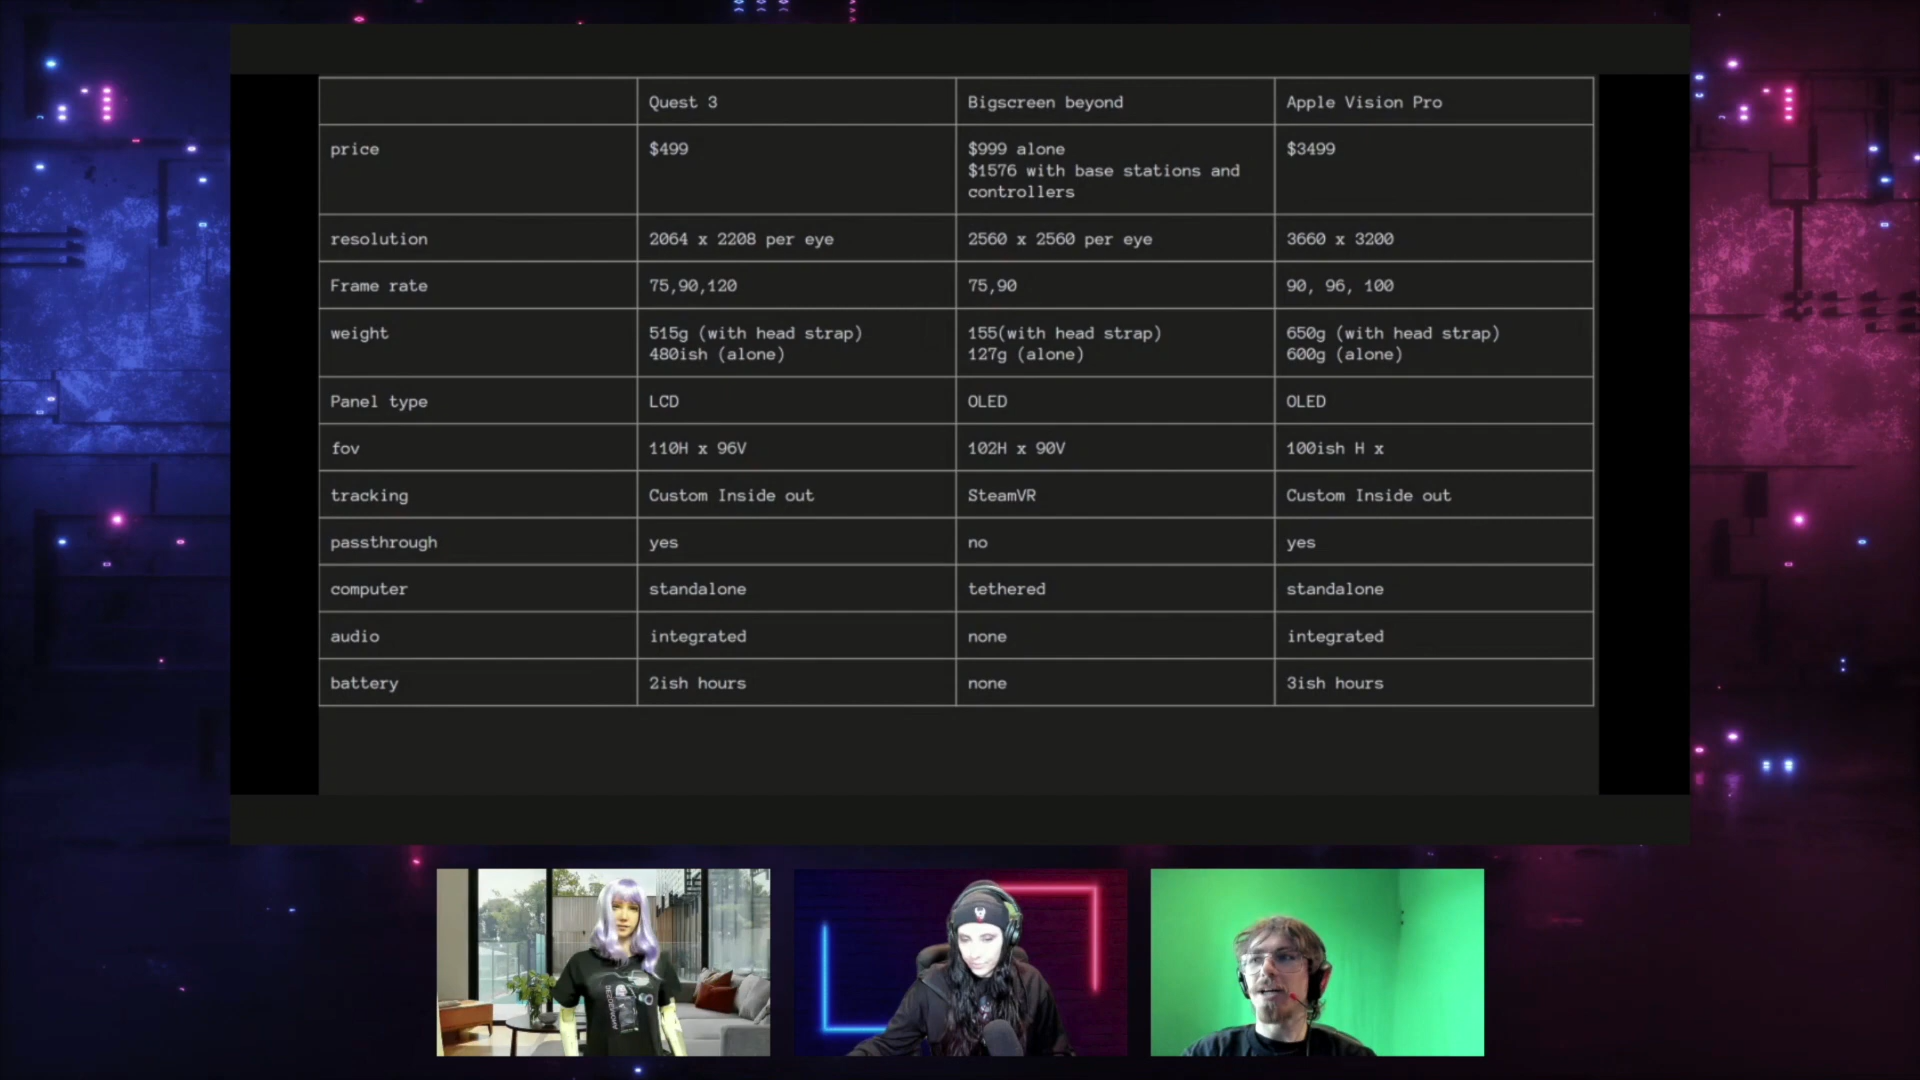 Quest 3 Bigscreen beyond Apple Vision Pro
price $499 $999 alone $3499
$1576 with base stations and
controllers
resolution 2064 x 2208 per eye 2560 x 2560 per eye 3660 x 3200
Frame rate 75,90,120 75,90 90, 96, 100
weight 515g (with head strap) 155(with head strap) 650g (with head strap)
480ish (alone) 127g (alone) 600g (alone)
Panel type LCD OLED OLED
fov 110H x 96V 102H x 90V 100ish H x
tracking Custom Inside out SteamVR Custom Inside out
passthrough yes no yes
computer standalone tethered standalone
audio integrated none integrated
battery 2ish hours none 3ish hours